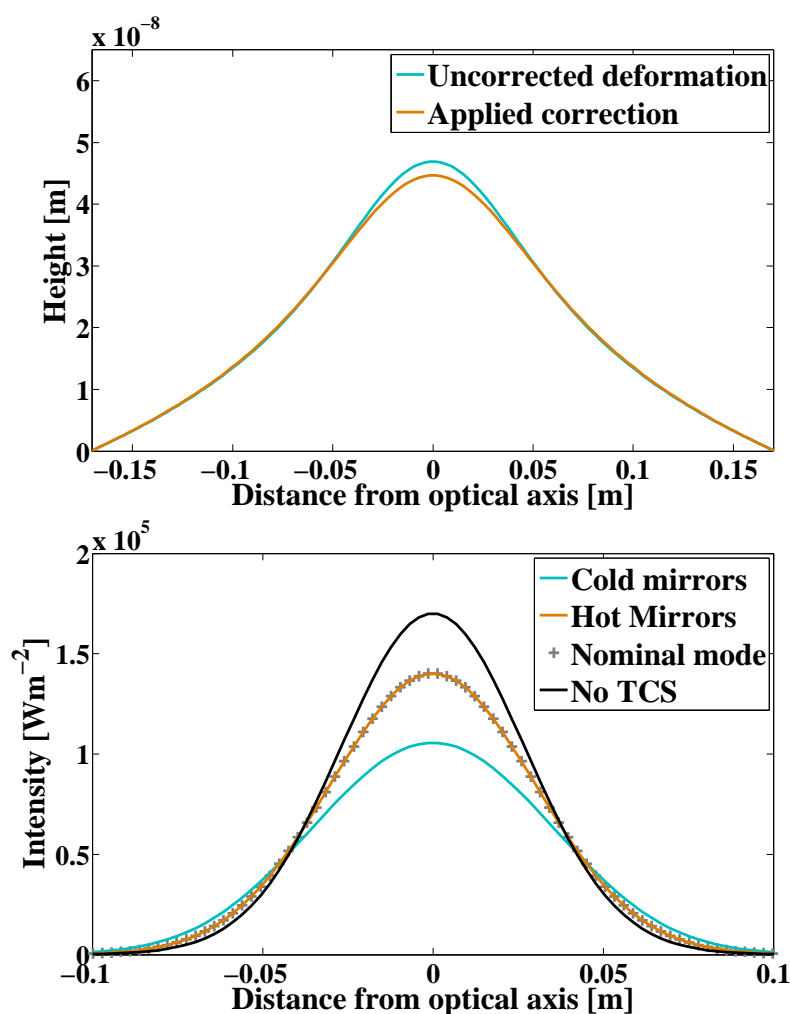 x 10⁻⁸
6
5
4
3
2
1
0
Height [m]
Uncorrected deformation
Applied correction
−0.15 −0.1 −0.05 0 0.05 0.1 0.15
Distance from optical axis [m]
x 10⁵
2
1.5
1
0.5
0
Intensity [Wm⁻²]
Cold mirrors
Hot Mirrors
Nominal mode
No TCS
−0.1 −0.05 0 0.05 0.1
Distance from optical axis [m]